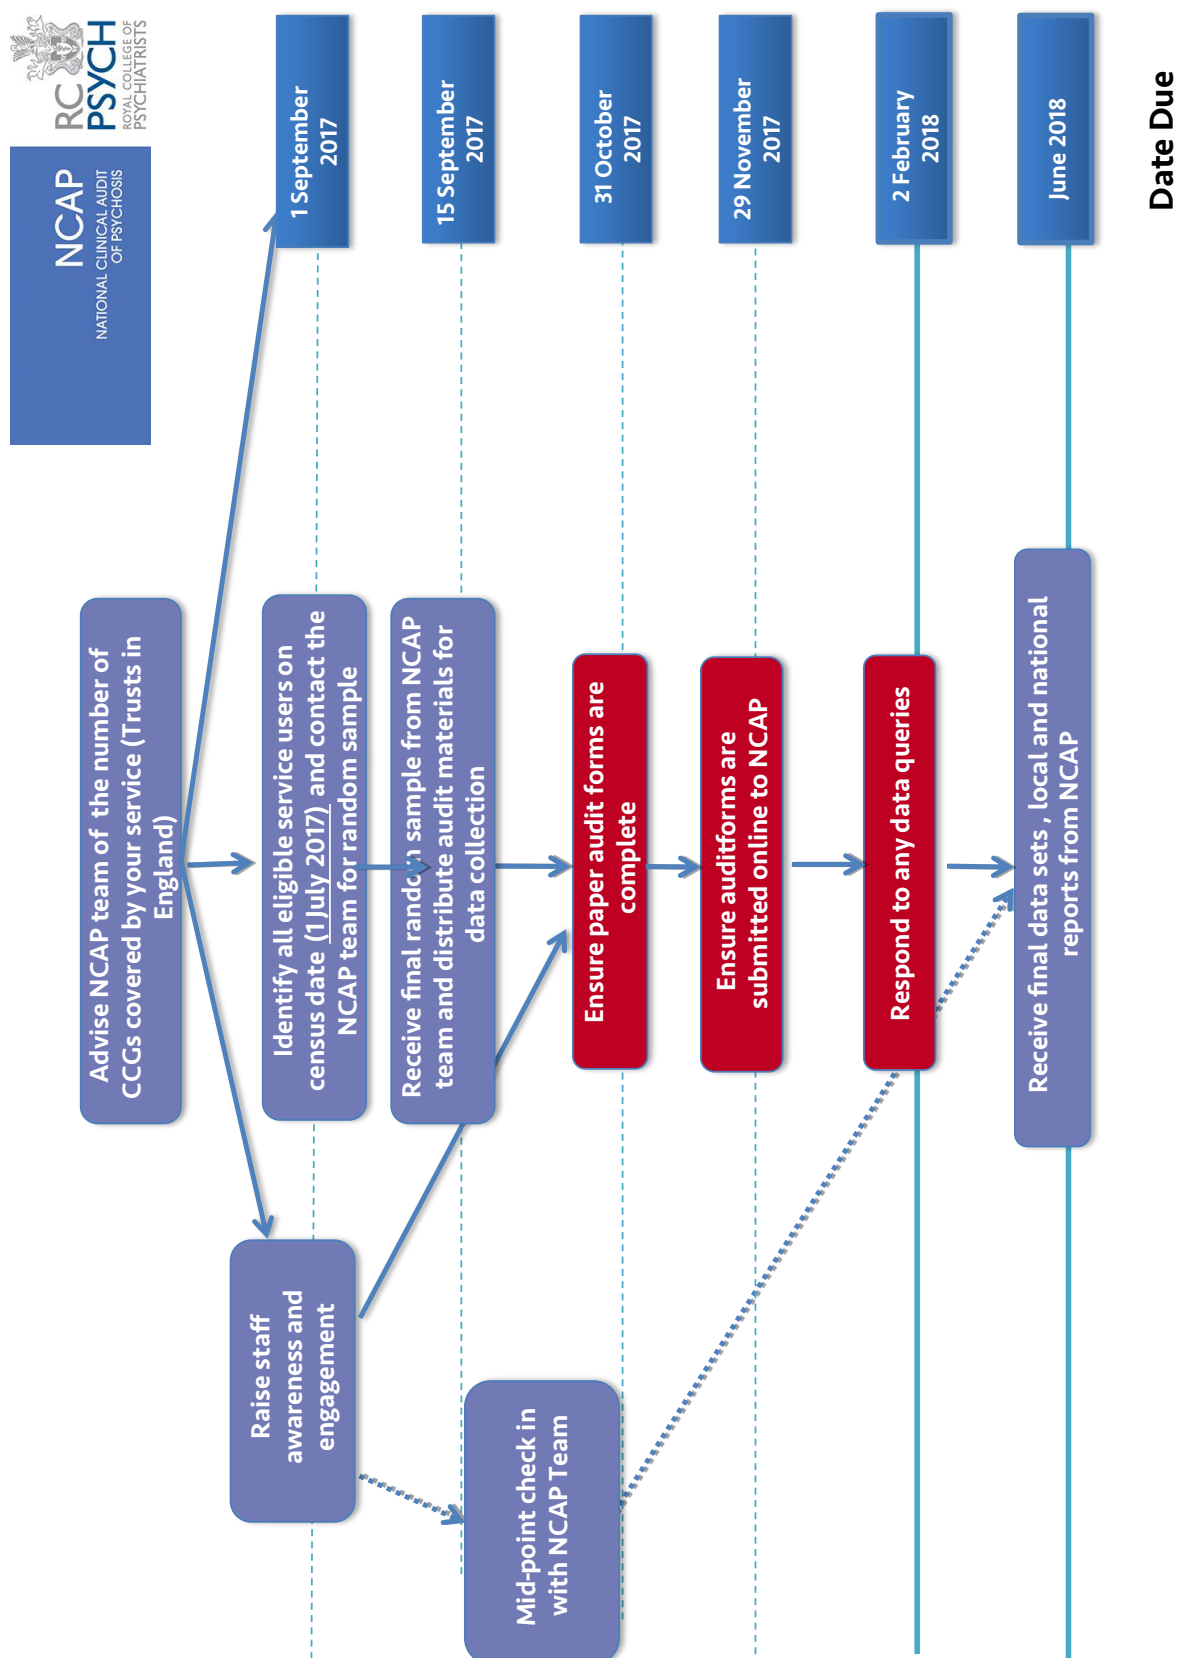 NCAP
NATIONAL CLINICAL AUDIT
OF PSYCHOSIS
RC
PSYCH
ROYAL COLLEGE OF
PSYCHIATRISTS
Advise NCAP team of the number of
CCGs covered by your service (Trusts in
England)
Raise staff
awareness and
engagement
Identify all eligible service users on
census date (1 July 2017) and contact the
NCAP team for random sample
1 September
2017
Receive final random sample from NCAP
team and distribute audit materials for
data collection
15 September
2017
Mid-point check in
with NCAP Team
Ensure paper audit forms are
complete
31 October
2017
Ensure auditforms are
submitted online to NCAP
29 November
2017
Respond to any data queries
2 February
2018
Receive final data sets , local and national
reports from NCAP
June 2018
Date Due